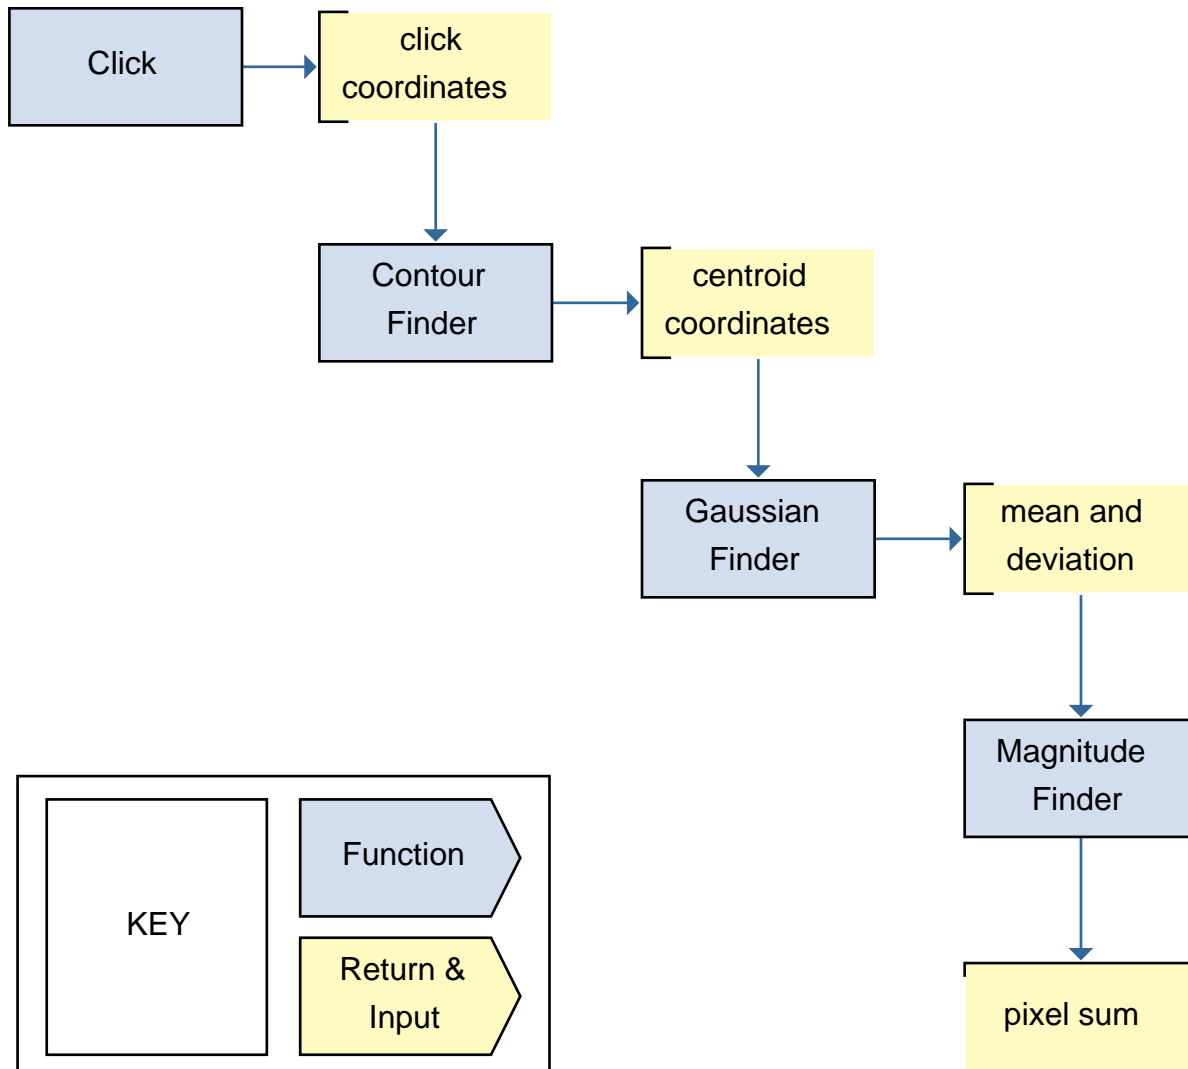 Click
click
coordinates
Contour
Finder
centroid
coordinates
Gaussian
Finder
mean and
deviation
Magnitude
Finder
pixel sum
KEY
Function
Return &
Input